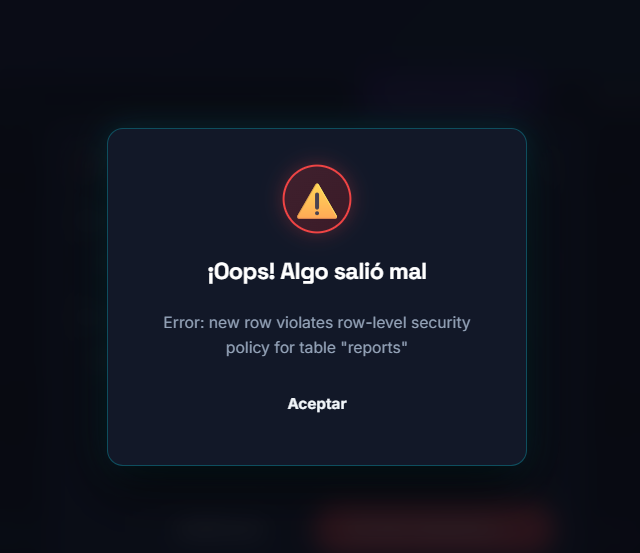 ¡Oops! Algo salió mal
Error: new row violates row-level security
policy for table "reports"
Aceptar